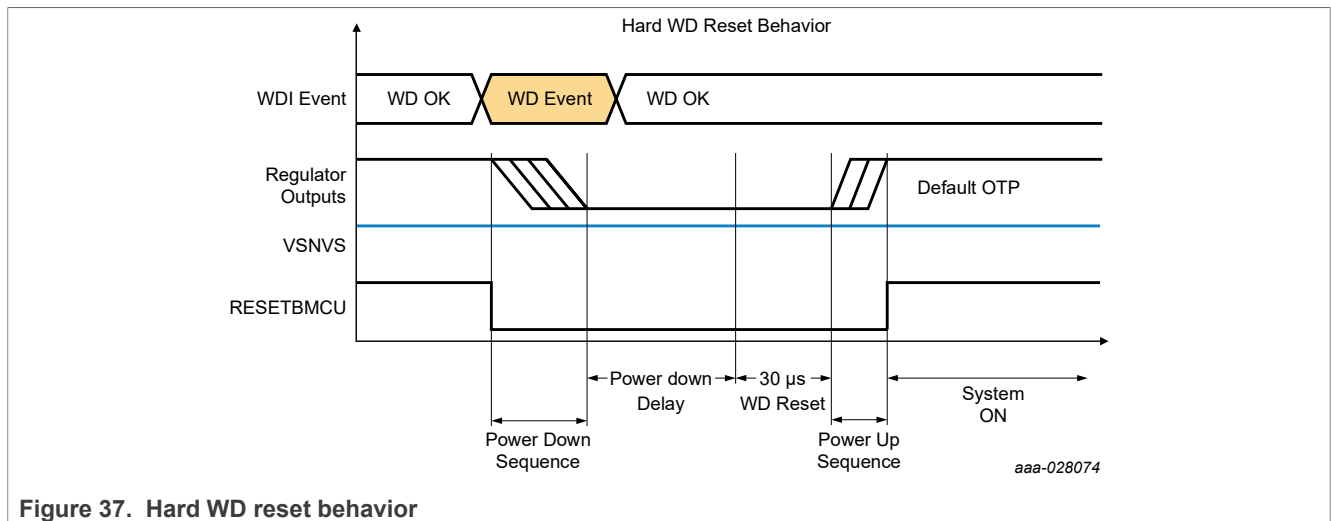 Hard WD Reset Behavior
WDI Event
WD OK
WD Event
WD OK
Regulator
Outputs
Default OTP
VSNVS
RESETBMCU
Power down
Delay
30 µs
WD Reset
System
ON
Power Down
Sequence
Power Up
Sequence
aaa-028074
Figure 37. Hard WD reset behavior